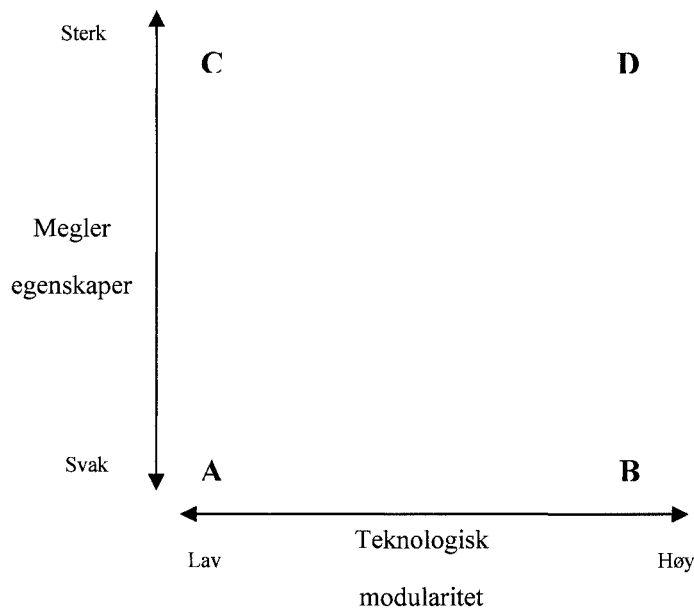 Sterk
C D
Megler
egenskaper
Svak A B
Teknologisk
Lav Høy
modularitet